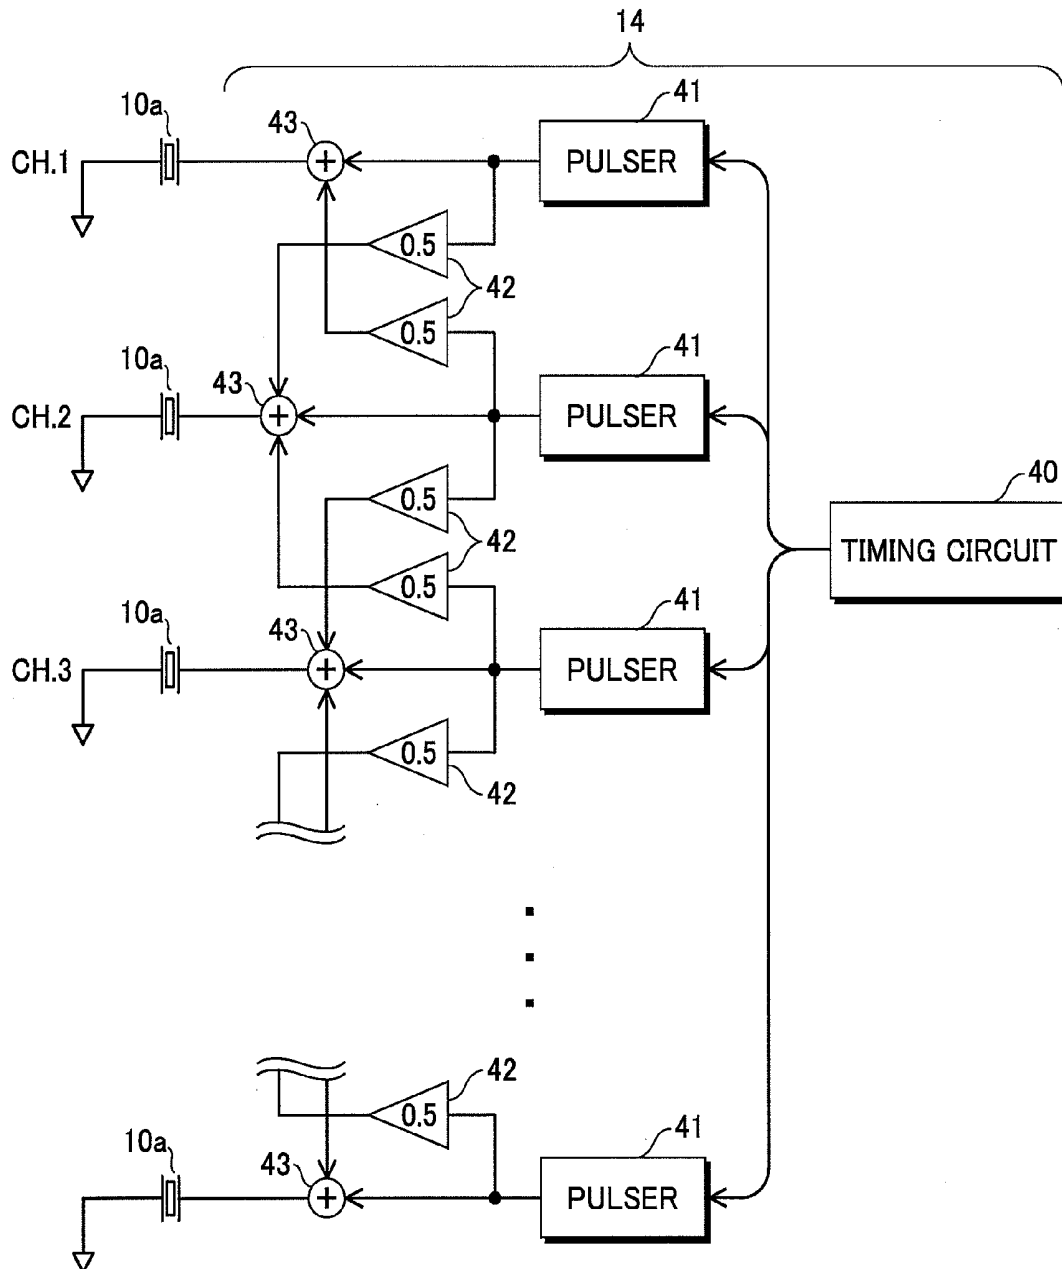 14
10a
43
41
CH.1
+
PULSER
0.5
42
0.5
10a
43
41
CH.2
+
PULSER
0.5
40
42
TIMING CIRCUIT
0.5
10a
43
41
CH.3
+
PULSER
0.5
42
42
0.5
10a
43
41
+
PULSER